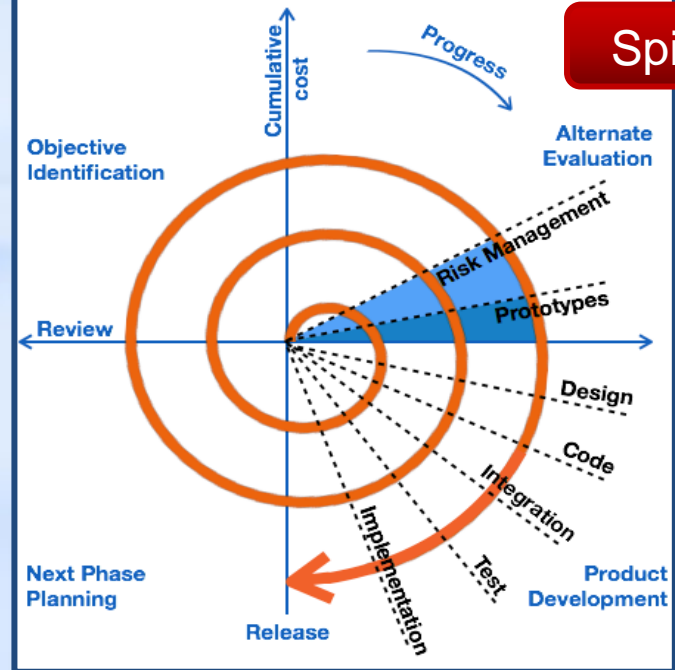 Spi
Progress
Cumulative
cost
Objective
Identification
Alternate
Evaluation
Risk Management
Prototypes
Review
Design
Code
Integration
Test
Implementation
Next Phase
Planning
Product
Development
Release